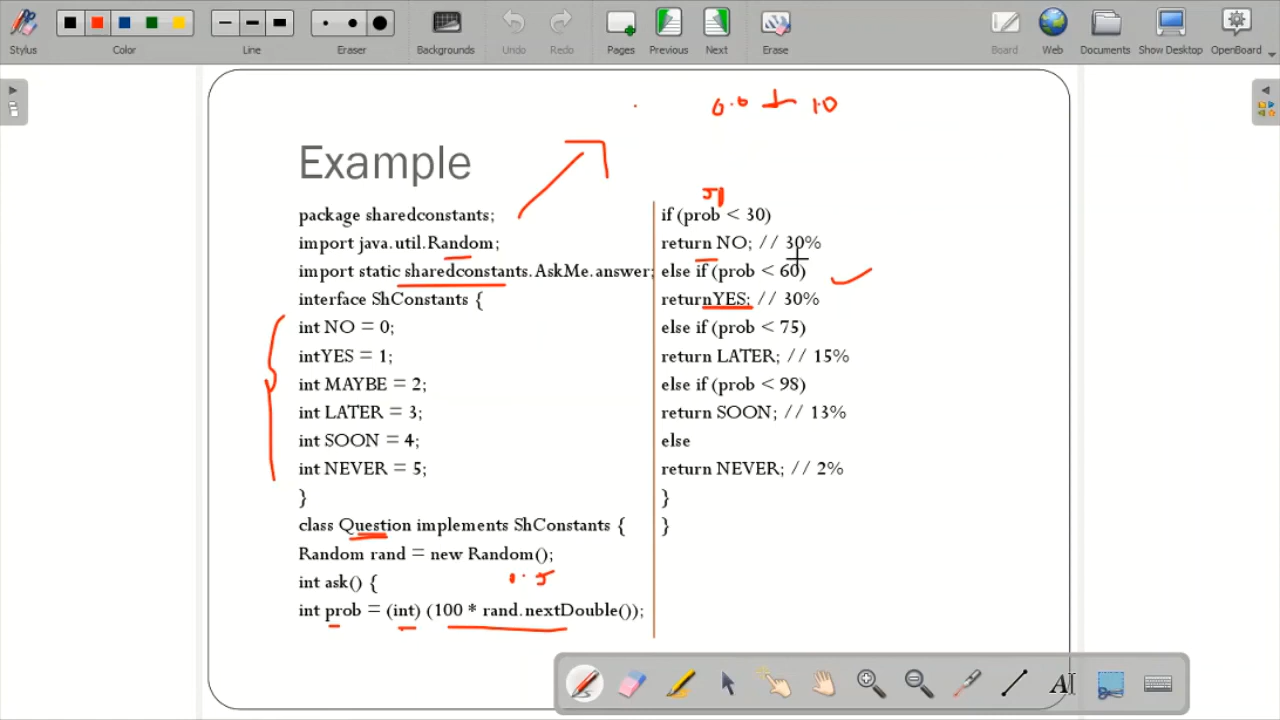 Stylus
Color
Line
Eraser
Backgrounds
Undo
Redo
Pages
Previous
Next
Erase
Board
Web
Documents
Show Desktop
OpenBoard
0.0 1.0
Example
package sharedconstants;
import java.util.Random;
import static sharedconstants.AskMe.answer;
interface ShConstants {
int NO = 0;
intYES = 1;
int MAYBE = 2;
int LATER = 3;
int SOON = 4;
int NEVER = 5;
}
class Question implements ShConstants {
Random rand = new Random();
int ask() {
0.5
int prob = (int) (100 * rand.nextDouble());
if (prob < 30)
return NO; // 30%
else if (prob < 60)
returnYES; // 30%
else if (prob < 75)
return LATER; // 15%
else if (prob < 98)
return SOON; // 13%
else
return NEVER; // 2%
}
}